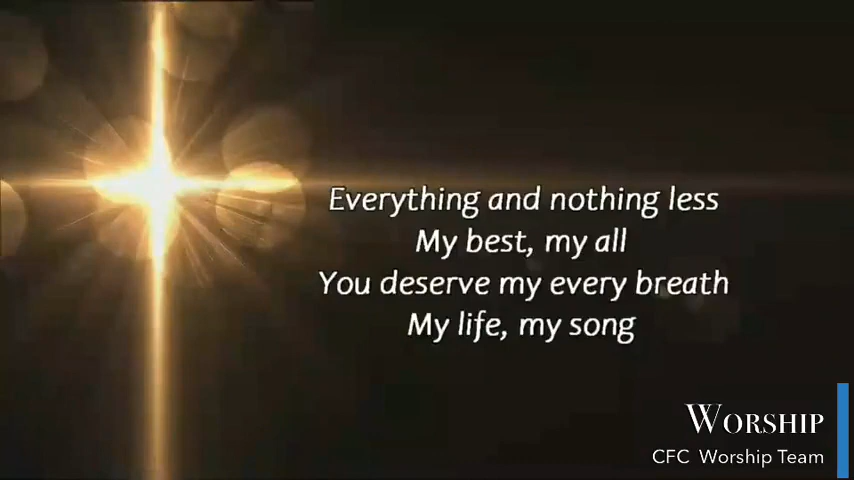 Everything and nothing less
My best, my all
You deserve my every breath
My life, my song
WORSHIP
CFC Worship Team